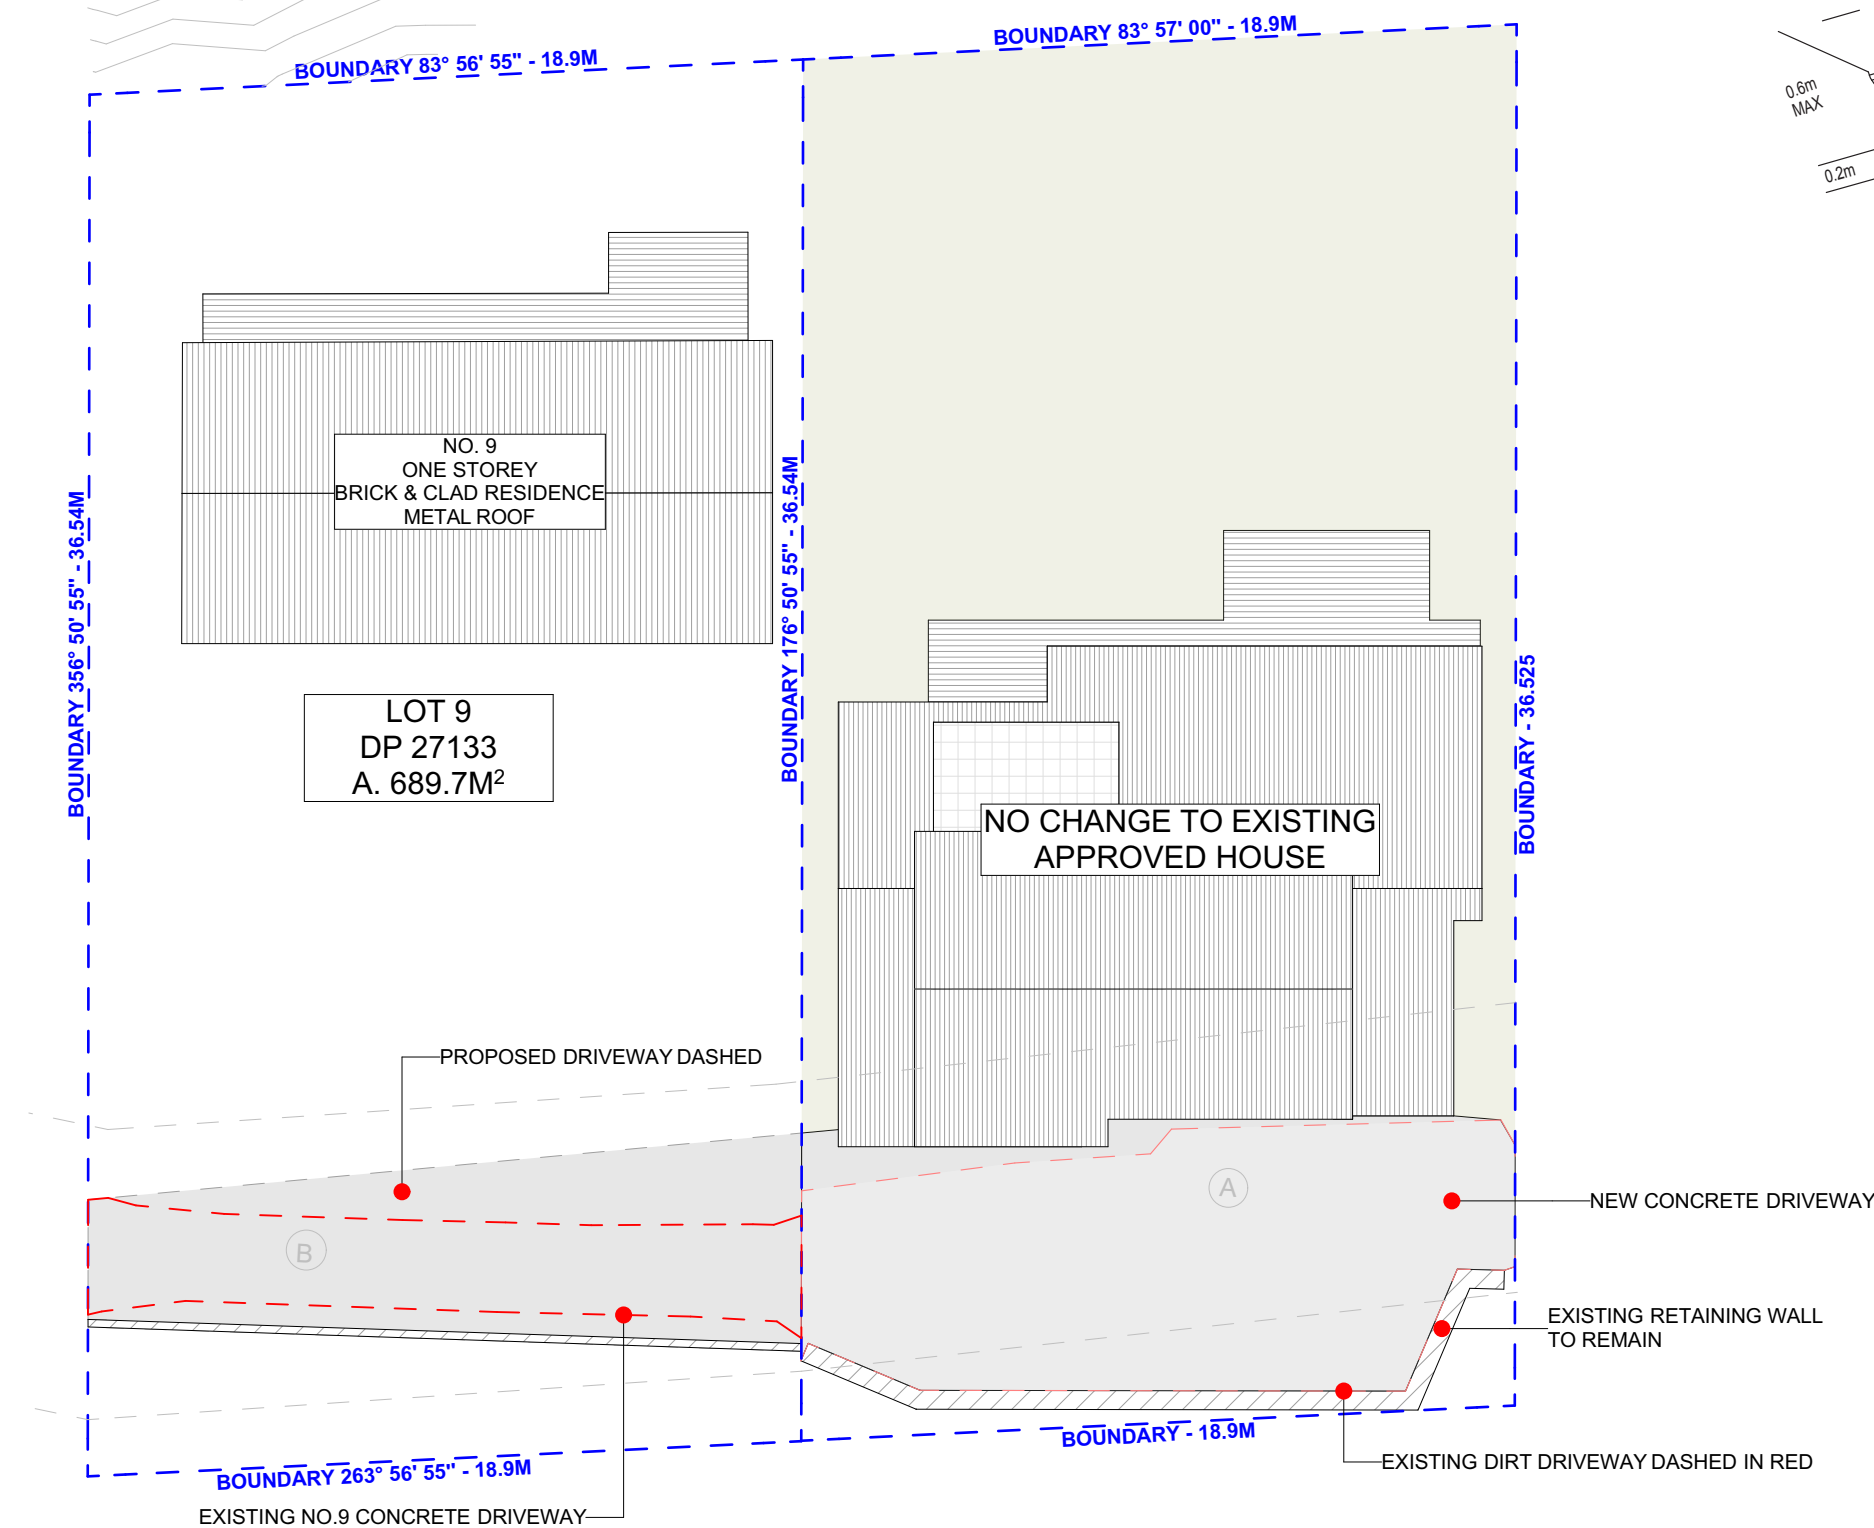 BOUNDARY 83° 56' 55" - 18.9M
BOUNDARY 83° 57' 00" - 18.9M
0.6m
MAX
0.2m
NO. 9
ONE STOREY
BRICK & CLAD RESIDENCE
METAL ROOF
BOUNDARY 356° 50' 55" - 36.54M
BOUNDARY 176° 50' 55" - 36.54M
BOUNDARY - 36.525
LOT 9
DP 27133
A. 689.7M²
NO CHANGE TO EXISTING
APPROVED HOUSE
PROPOSED DRIVEWAY DASHED
A
NEW CONCRETE DRIVEWAY
B
EXISTING RETAINING WALL
TO REMAIN
BOUNDARY - 18.9M
EXISTING DIRT DRIVEWAY DASHED IN RED
BOUNDARY 263° 56' 55" - 18.9M
EXISTING NO.9 CONCRETE DRIVEWAY